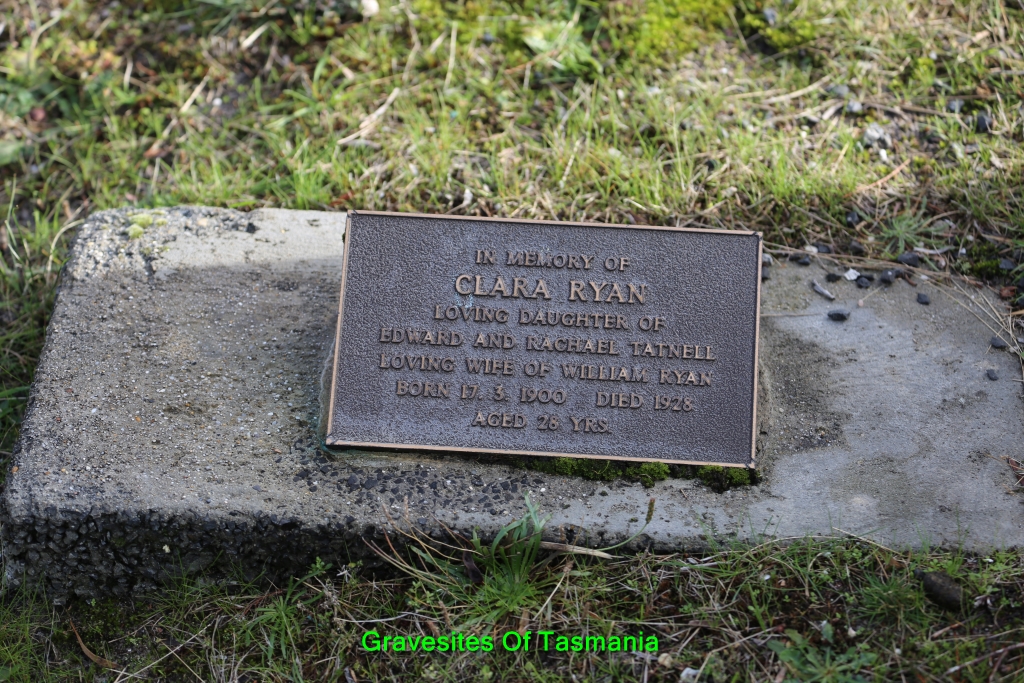 IN MEMORY OF
CLARA RYAN
LOVING DAUGHTER OF
EDWARD AND RACHAEL TATNELL
LOVING WIFE OF WILLIAM RYAN
BORN 17. 3. 1900 DIED 1928
AGED 28 YRS.
Gravesites Of Tasmania